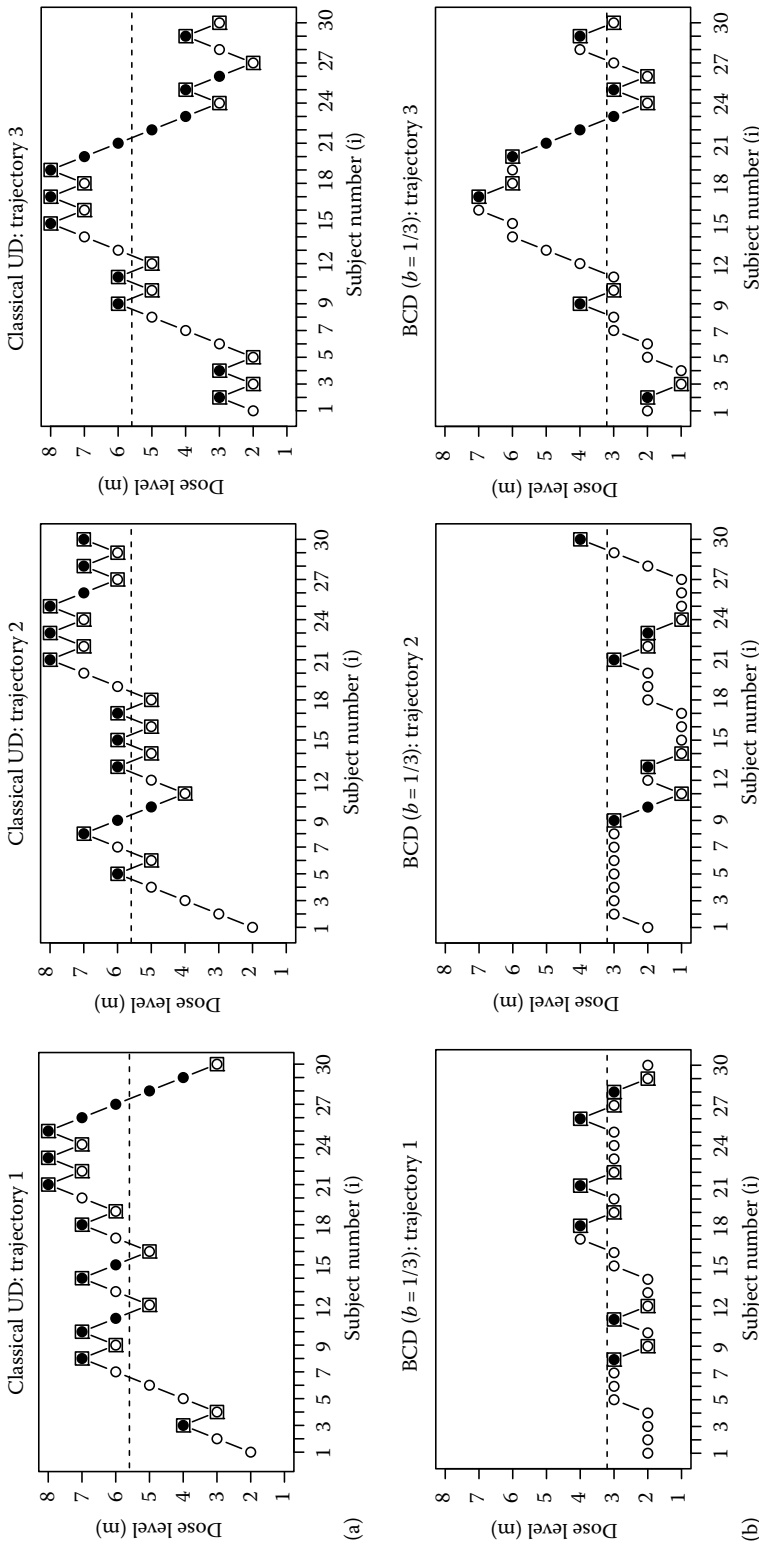 Classical UD: trajectory 1
Dose level (m)
8
7
6
5
4
3
2
1
1 3 5 7 9 12 15 18 21 24 27 30
Subject number (i)
(a)
Classical UD: trajectory 2
Dose level (m)
8
7
6
5
4
3
2
1
1 3 5 7 9 12 15 18 21 24 27 30
Subject number (i)
Classical UD: trajectory 3
Dose level (m)
8
7
6
5
4
3
2
1
1 3 5 7 9 12 15 18 21 24 27 30
Subject number (i)
BCD (b = 1/3): trajectory 1
Dose level (m)
8
7
6
5
4
3
2
1
1 3 5 7 9 12 15 18 21 24 27 30
Subject number (i)
(b)
BCD (b = 1/3): trajectory 2
Dose level (m)
8
7
6
5
4
3
2
1
1 3 5 7 9 12 15 18 21 24 27 30
Subject number (i)
BCD (b = 1/3): trajectory 3
Dose level (m)
8
7
6
5
4
3
2
1
1 3 5 7 9 12 15 18 21 24 27 30
Subject number (i)